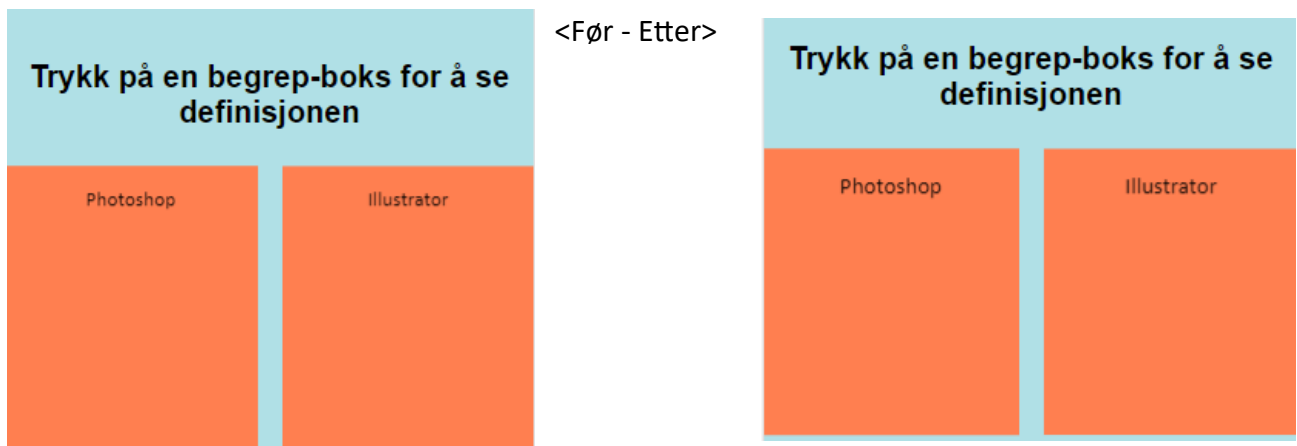 <Før - Etter>
Trykk på en begrep-boks for å se
definisjonen
Photoshop
Illustrator
Trykk på en begrep-boks for å se
definisjonen
Photoshop
Illustrator